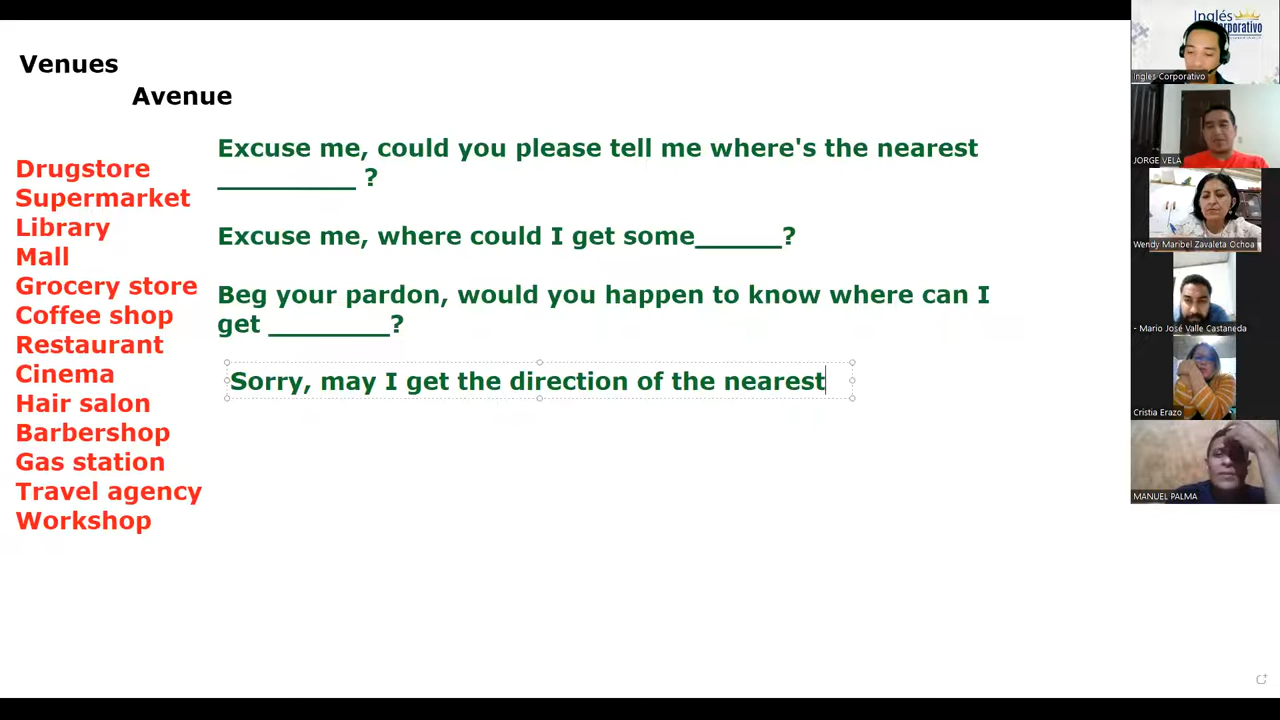 Venues
Avenue
Drugstore
Supermarket
Library
Mall
Grocery store
Coffee shop
Restaurant
Cinema
Hair salon
Barbershop
Gas station
Travel agency
Workshop
Excuse me, could you please tell me where's the nearest
_________ ?
Excuse me, where could I get some______?
Beg your pardon, would you happen to know where can I
get ________?
Sorry, may I get the direction of the nearest
Inglés
Ingles Corporativo
JORGE VELA
Wendy Maribel Zavaleta Ochoa
- Mario José Valle Castaneda
Cristia Erazo
MANUEL PALMA